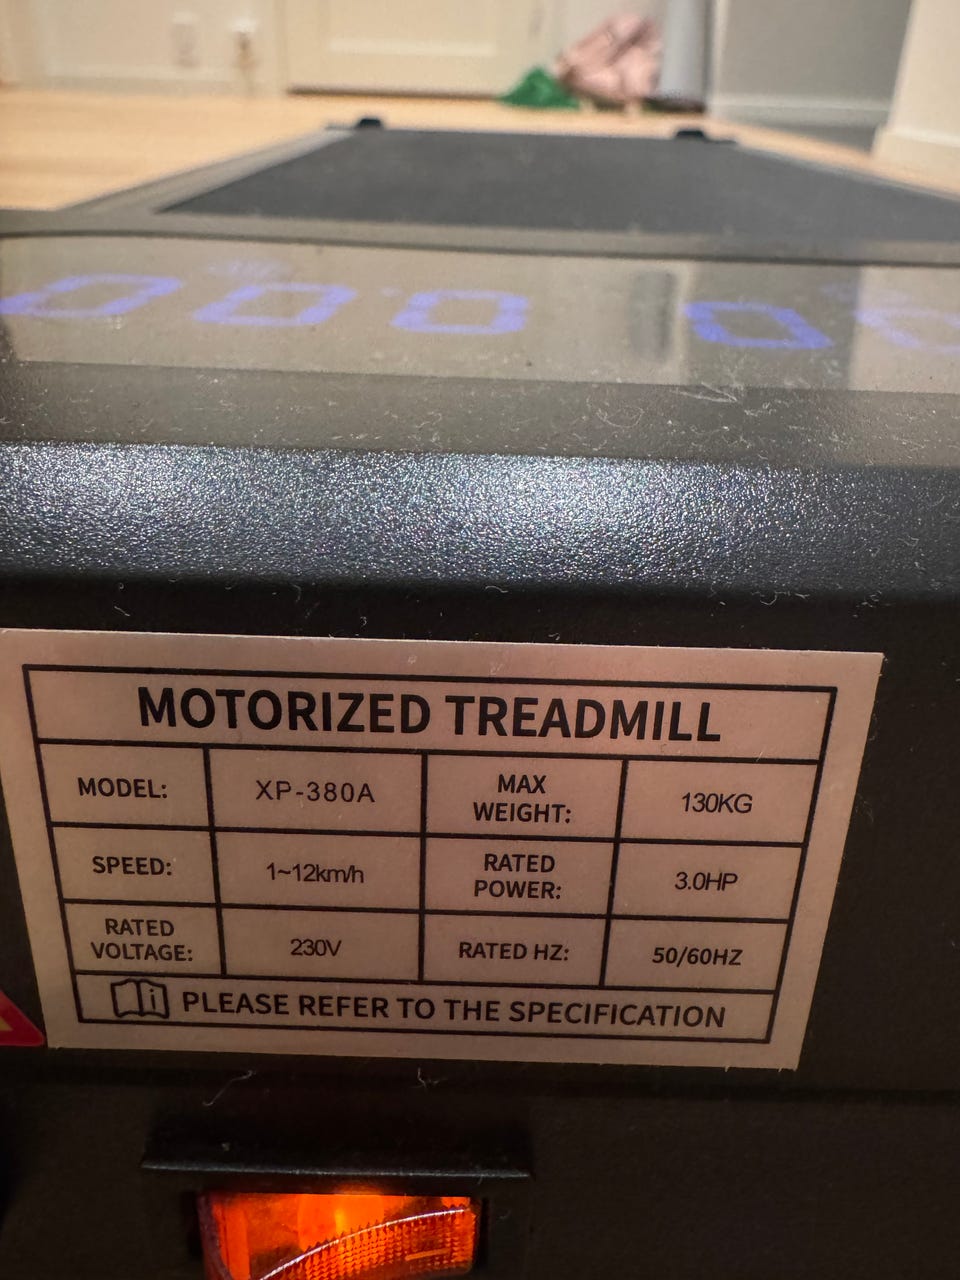 MOTORIZED TREADMILL
MODEL: XP-380A MAX WEIGHT: 130KG
SPEED: 1~12km/h RATED POWER: 3.0HP
RATED VOLTAGE: 230V RATED HZ: 50/60HZ
PLEASE REFER TO THE SPECIFICATION